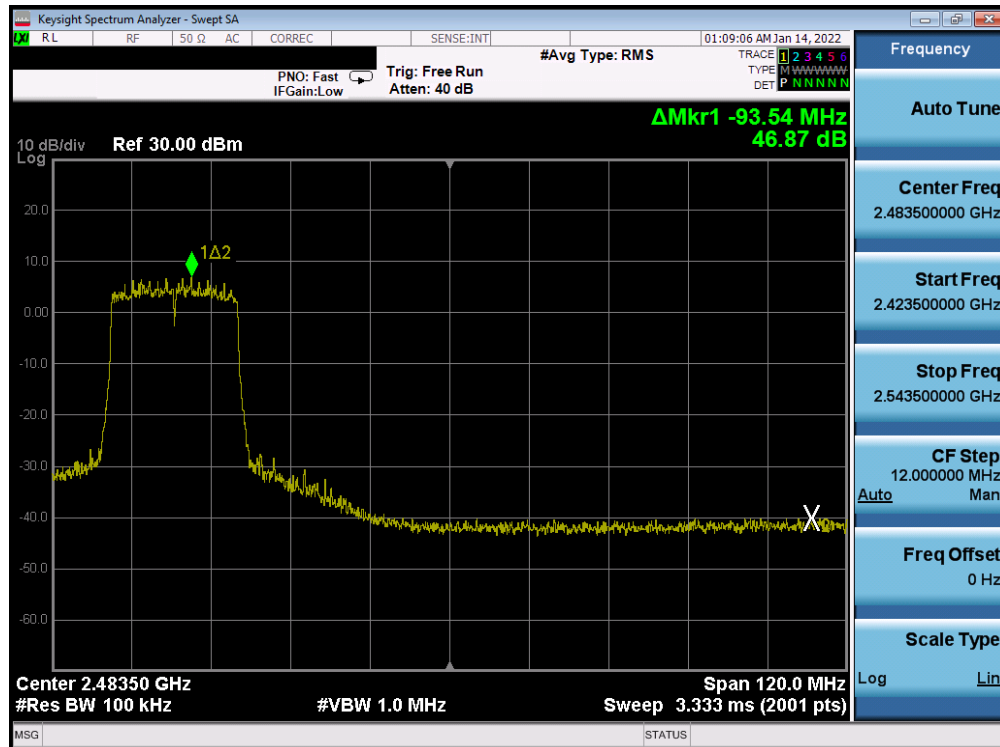 Keysight Spectrum Analyzer - Swept SA
LXI RL RF 50 Ω AC CORREC SENSE:INT 01:09:06 AM Jan 14, 2022
PNO: Fast
IFGain:Low
Trig: Free Run
Atten: 40 dB
#Avg Type: RMS
TRACE 1 2 3 4 5 6
TYPE M WWWWW
DET P N N N N N
ΔMkr1 -93.54 MHz
46.87 dB
10 dB/div
Log
Ref 30.00 dBm
20.0
10.0
0.00
-10.0
-20.0
-30.0
-40.0
-50.0
-60.0
1Δ2
Center 2.48350 GHz
#Res BW 100 kHz
#VBW 1.0 MHz
Span 120.0 MHz
Sweep 3.333 ms (2001 pts)
MSG
STATUS
Frequency
Auto Tune
Center Freq
2.483500000 GHz
Start Freq
2.423500000 GHz
Stop Freq
2.543500000 GHz
CF Step
12.000000 MHz
Auto Man
Freq Offset
0 Hz
Scale Type
Log Lin